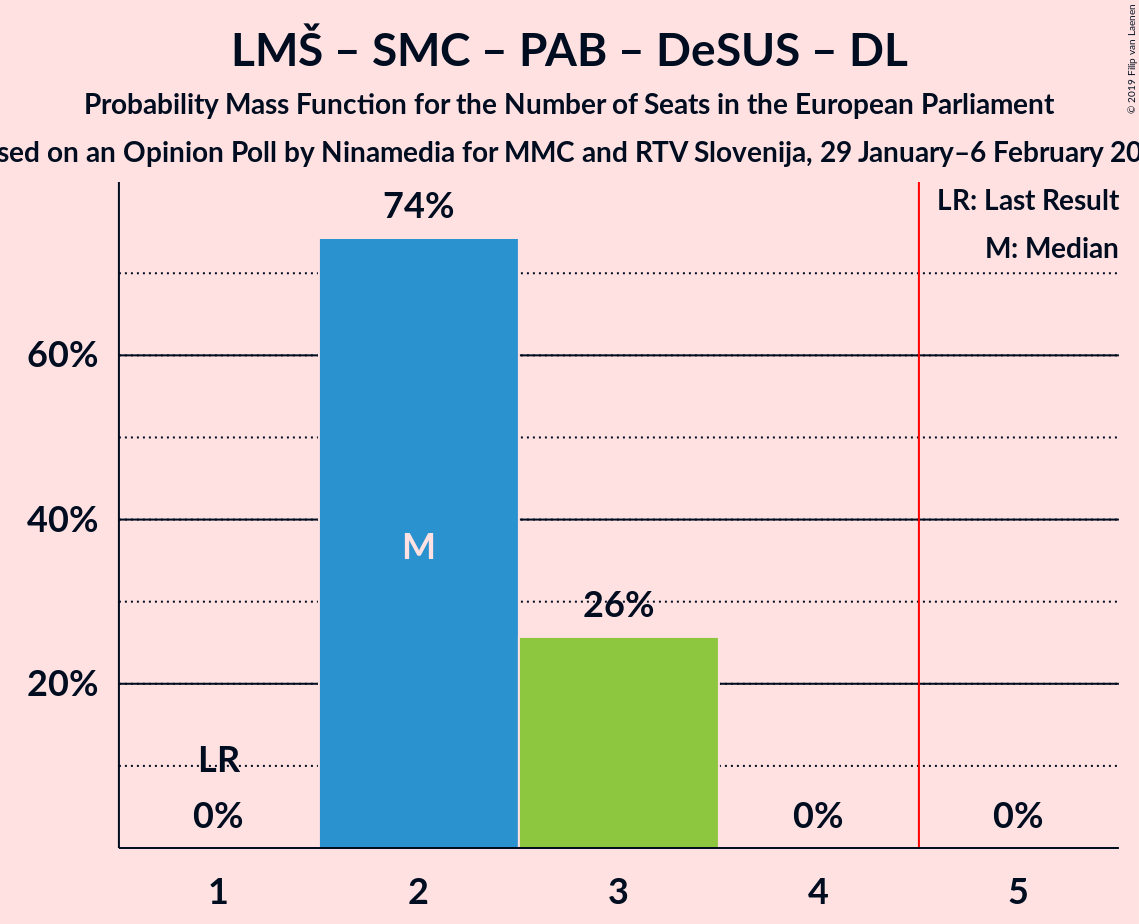 LMŠ – SMC – PAB – DeSUS – DL
Probability Mass Function for the Number of Seats in the European Parliament
on an Opinion Poll by Ninamedia for MMC and RTV Slovenija, 29 January–6 February
© 2019 Filip van Laenen
LR: Last Result
M: Median
74%
60%
40%
M
26%
20%
LR
0%
0%
0%
1
2
3
4
5